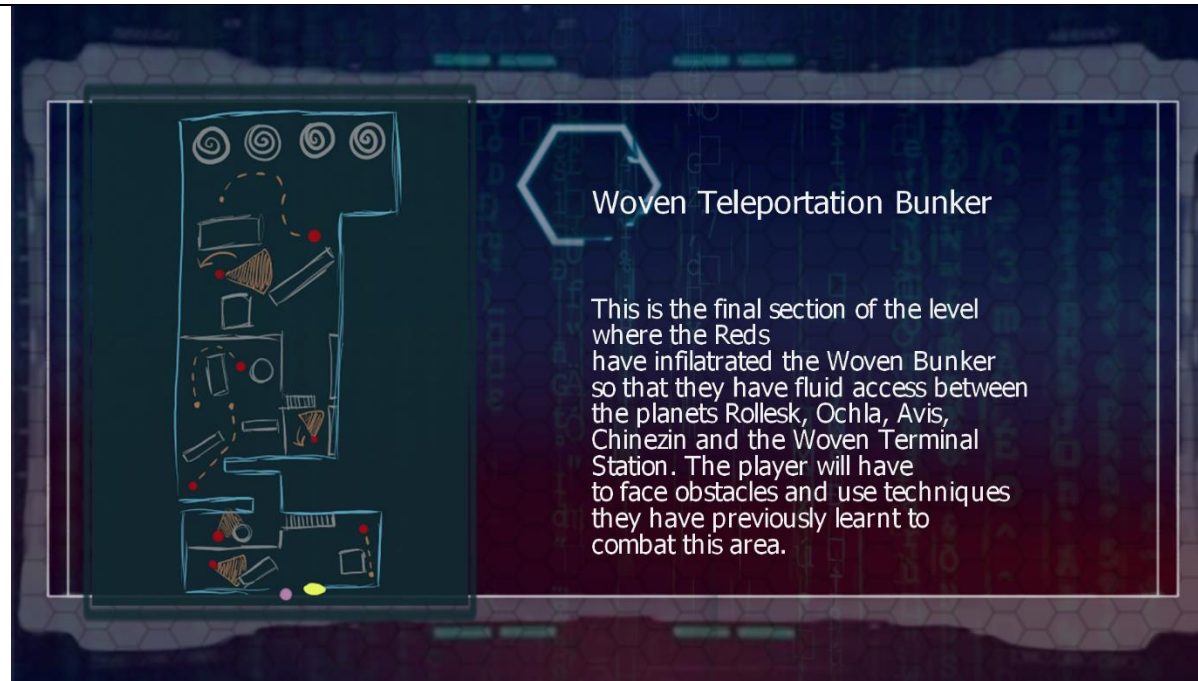 Woven Teleportation Bunker
This is the final section of the level
where the Reds
have infilatrated the Woven Bunker
so that they have fluid access between
the planets Rollesk, Ochla, Avis,
Chinezin and the Woven Terminal
Station. The player will have
to face obstacles and use techniques
they have previously learnt to
combat this area.